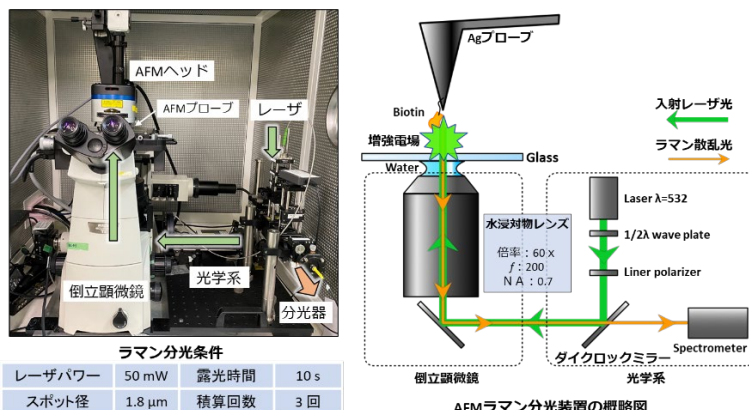 AFMヘッド
AFMプローブ
レーザ
光学系
倒立顕微鏡
分光器
ラマン分光条件
レーザパワー 50 mW 露光時間 10 s
スポット径 1.8 μm 積算回数 3 回
Agプローブ
Biotin
増強電場
Glass
Water
入射レーザ光
ラマン散乱光
水浸対物レンズ
倍率：60 x
f：200
ＮＡ：0.7
Laser λ=532
1/2λ wave plate
Liner polarizer
Spectrometer
ダイクロックミラー
倒立顕微鏡
光学系
AFMラマン分光装置の概略図